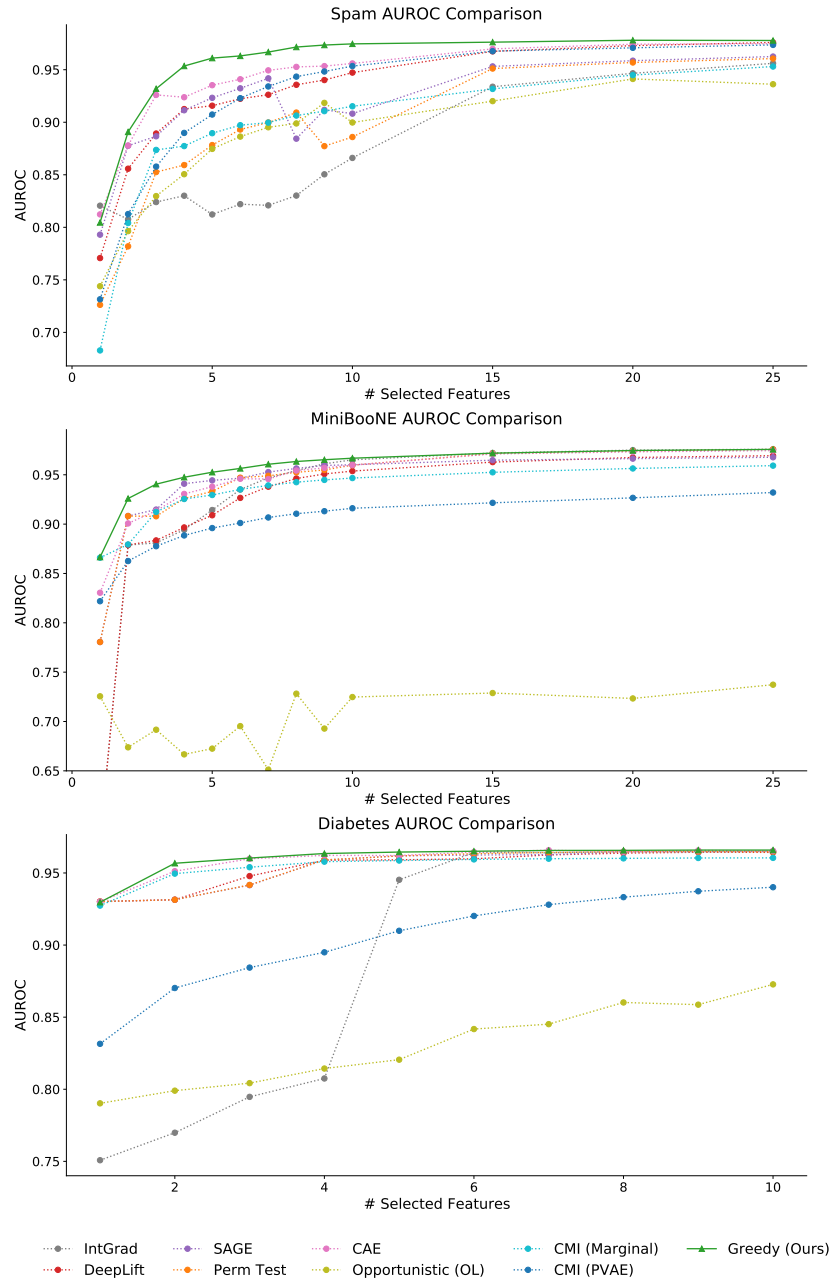 Spam AUROC Comparison
0.95
0.90
0.85
0.80
0.75
0.70
AUROC
0 5 10 15 20 25
# Selected Features
MiniBooNE AUROC Comparison
0.95
0.90
0.85
0.80
0.75
0.70
0.65
AUROC
0 5 10 15 20 25
# Selected Features
Diabetes AUROC Comparison
0.95
0.90
0.85
0.80
0.75
AUROC
2 4 6 8 10
# Selected Features
IntGrad SAGE CAE CMI (Marginal) Greedy (Ours)
DeepLift Perm Test Opportunistic (OL) CMI (PVAE)